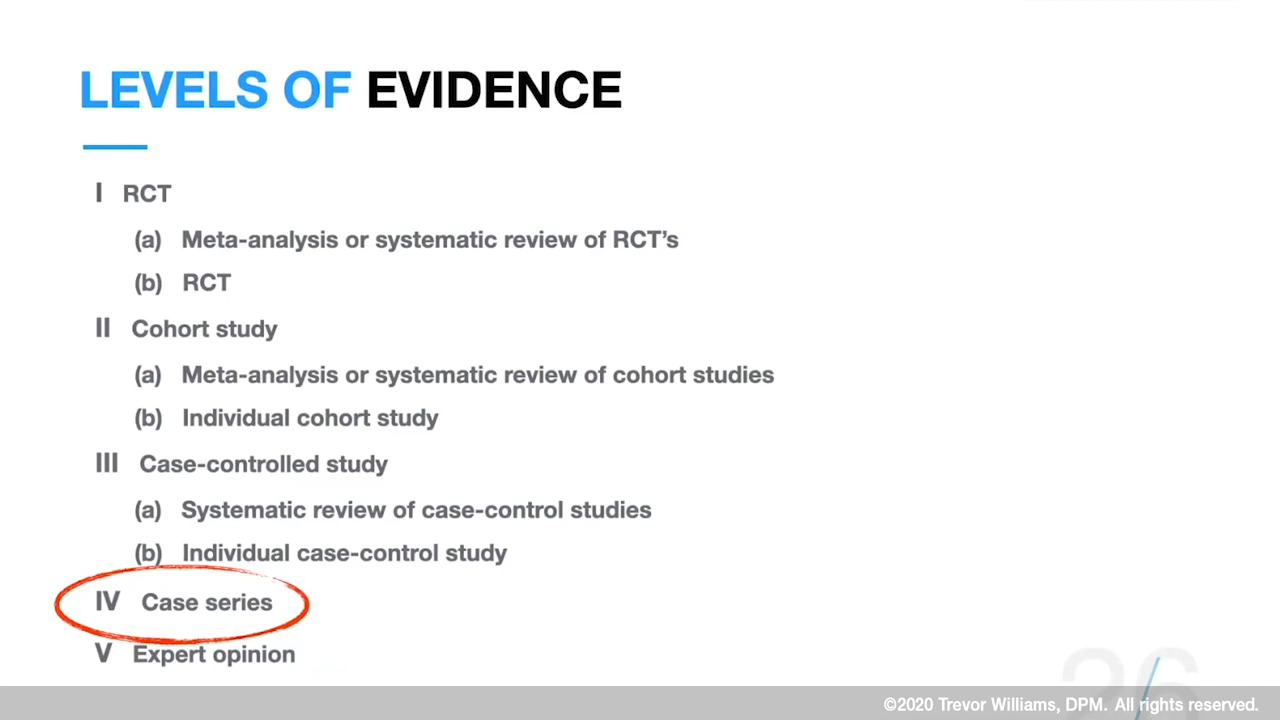 LEVELS OF EVIDENCE
I RCT
(a) Meta-analysis or systematic review of RCT’s
(b) RCT
II Cohort study
(a) Meta-analysis or systematic review of cohort studies
(b) Individual cohort study
III Case-controlled study
(a) Systematic review of case-control studies
(b) Individual case-control study
IV Case series
V Expert opinion
26
©2020 Trevor Williams, DPM. All rights reserved.